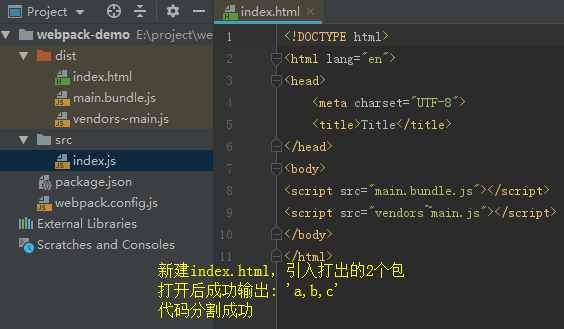 Project
index.html
webpack-demo E:\project\we
dist
index.html
main.bundle.js
vendors~main.js
src
index.js
package.json
webpack.config.js
External Libraries
Scratches and Consoles
1 <!DOCTYPE html>
2 <html lang="en">
3 <head>
4 <meta charset="UTF-8">
5 <title>Title</title>
6 </head>
7 <body>
8 <script src="main.bundle.js"></script>
9 <script src="vendors~main.js"></script>
10 </body>
11 </html>
新建index.html，引入打出的2个包
打开后成功输出: 'a,b,c'
代码分割成功